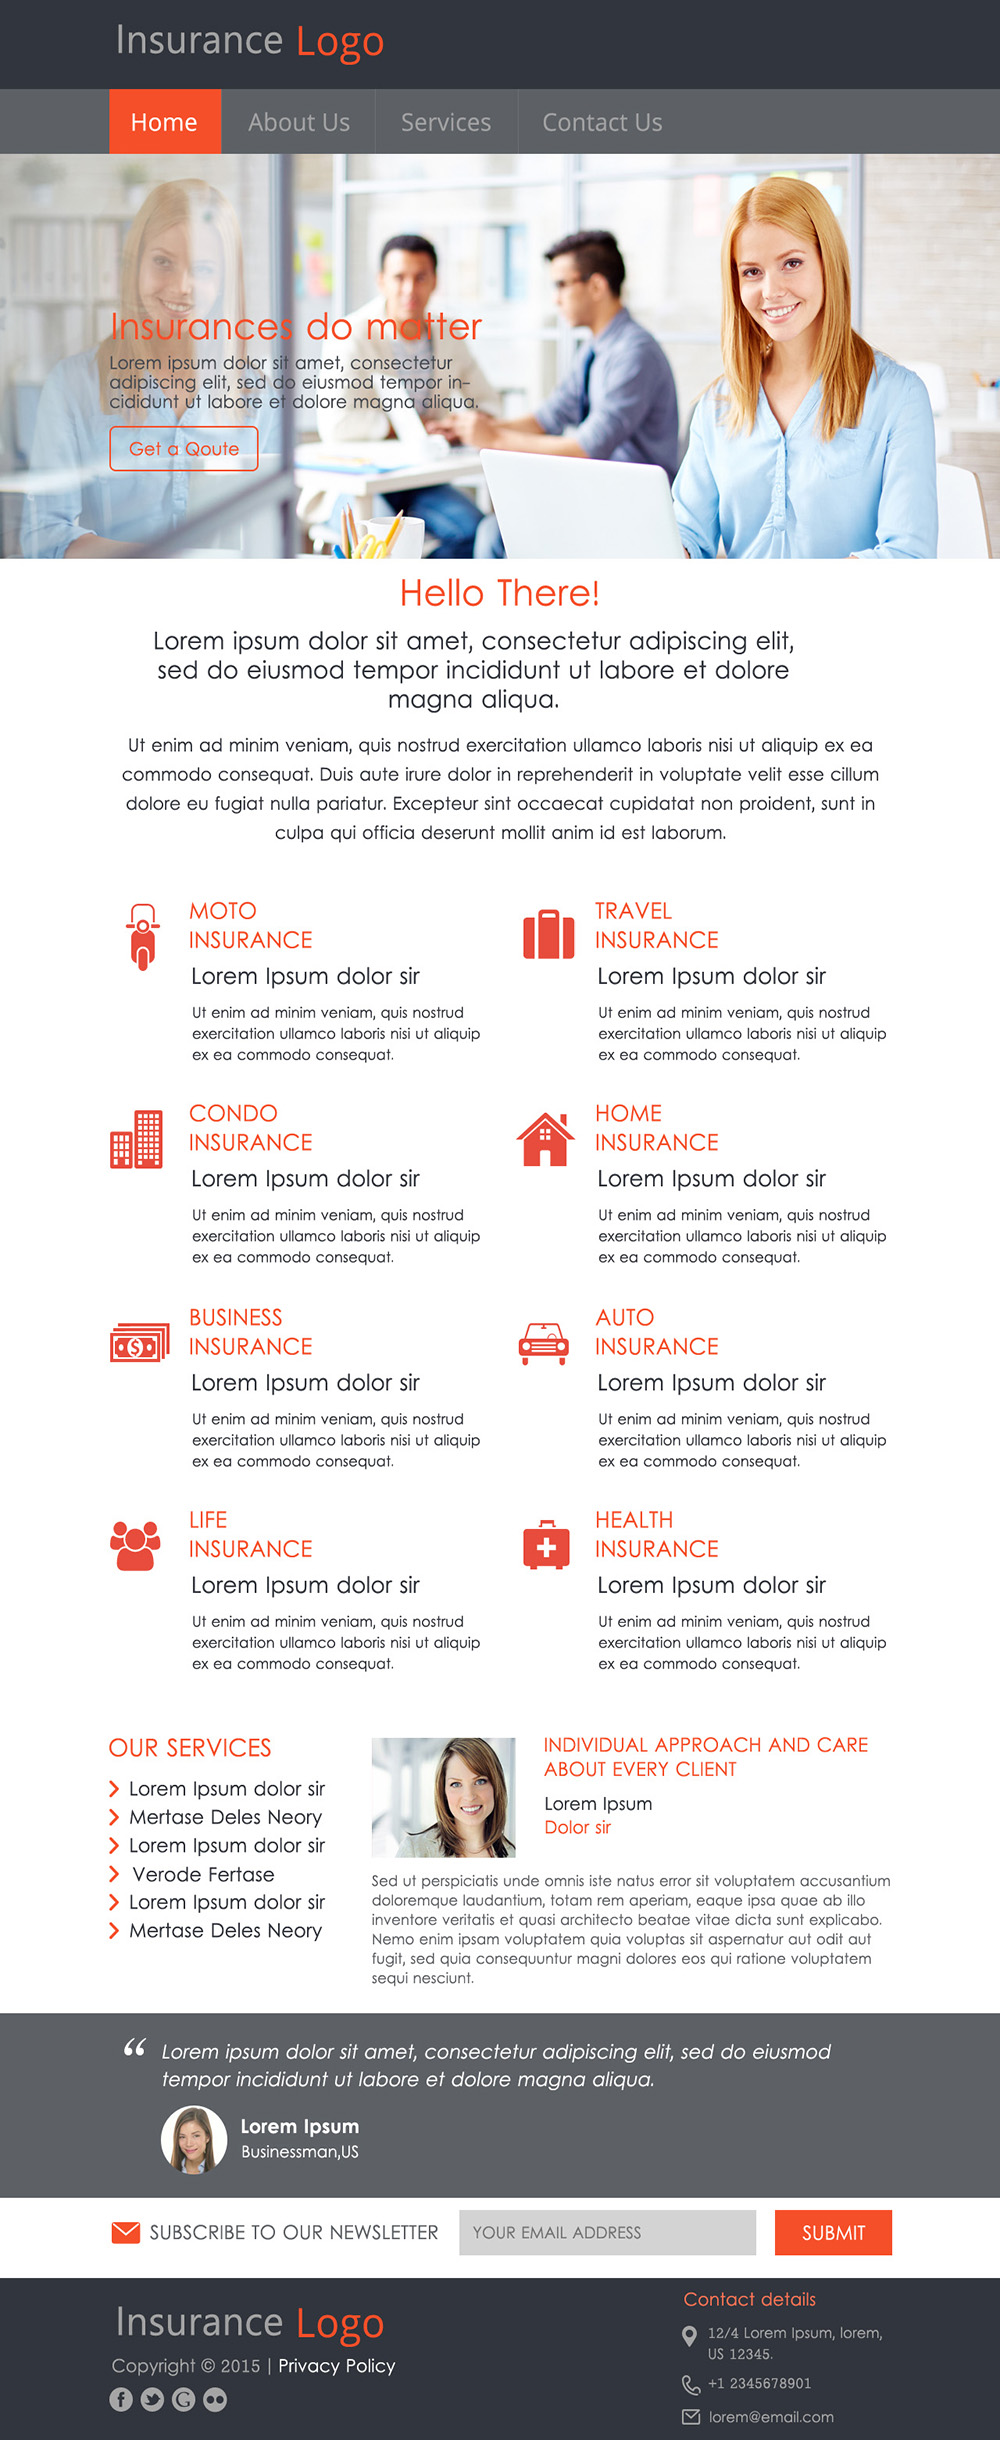 Insurance Logo
Home About Us Services Contact Us
Insurances do matter
Lorem ipsum dolor sit amet, consectetur
adipiscing elit, sed do eiusmod tempor in-
cididunt ut labore et dolore magna aliqua.
Get a Qoute
Hello There!
Lorem ipsum dolor sit amet, consectetur adipiscing elit,
sed do eiusmod tempor incididunt ut labore et dolore
magna aliqua.
Ut enim ad minim veniam, quis nostrud exercitation ullamco laboris nisi ut aliquip ex ea
commodo consequat. Duis aute irure dolor in reprehenderit in voluptate velit esse cillum
dolore eu fugiat nulla pariatur. Excepteur sint occaecat cupidatat non proident, sunt in
culpa qui officia deserunt mollit anim id est laborum.
MOTO
INSURANCE
Lorem Ipsum dolor sir
Ut enim ad minim veniam, quis nostrud
exercitation ullamco laboris nisi ut aliquip
ex ea commodo consequat.
TRAVEL
INSURANCE
Lorem Ipsum dolor sir
Ut enim ad minim veniam, quis nostrud
exercitation ullamco laboris nisi ut aliquip
ex ea commodo consequat.
CONDO
INSURANCE
Lorem Ipsum dolor sir
Ut enim ad minim veniam, quis nostrud
exercitation ullamco laboris nisi ut aliquip
ex ea commodo consequat.
HOME
INSURANCE
Lorem Ipsum dolor sir
Ut enim ad minim veniam, quis nostrud
exercitation ullamco laboris nisi ut aliquip
ex ea commodo consequat.
BUSINESS
INSURANCE
Lorem Ipsum dolor sir
Ut enim ad minim veniam, quis nostrud
exercitation ullamco laboris nisi ut aliquip
ex ea commodo consequat.
AUTO
INSURANCE
Lorem Ipsum dolor sir
Ut enim ad minim veniam, quis nostrud
exercitation ullamco laboris nisi ut aliquip
ex ea commodo consequat.
LIFE
INSURANCE
Lorem Ipsum dolor sir
Ut enim ad minim veniam, quis nostrud
exercitation ullamco laboris nisi ut aliquip
ex ea commodo consequat.
HEALTH
INSURANCE
Lorem Ipsum dolor sir
Ut enim ad minim veniam, quis nostrud
exercitation ullamco laboris nisi ut aliquip
ex ea commodo consequat.
OUR SERVICES
Lorem Ipsum dolor sir
Mertase Deles Neory
Lorem Ipsum dolor sir
Verode Fertase
Lorem Ipsum dolor sir
Mertase Deles Neory
INDIVIDUAL APPROACH AND CARE
ABOUT EVERY CLIENT
Lorem Ipsum
Dolor sir
Sed ut perspiciatis unde omnis iste natus error sit voluptatem accusantium
doloremque laudantium, totam rem aperiam, eaque ipsa quae ab illo
inventore veritatis et quasi architecto beatae vitae dicta sunt explicabo.
Nemo enim ipsam voluptatem quia voluptas sit aspernatur aut odit aut
fugit, sed quia consequuntur magni dolores eos qui ratione voluptatem
sequi nesciunt.
“ Lorem ipsum dolor sit amet, consectetur adipiscing elit, sed do eiusmod
tempor incididunt ut labore et dolore magna aliqua.
Lorem Ipsum
Businessman,US
SUBSCRIBE TO OUR NEWSLETTER YOUR EMAIL ADDRESS SUBMIT
Insurance Logo
Copyright © 2015 | Privacy Policy
Contact details
12/4 Lorem Ipsum, lorem,
US 12345.
+1 2345678901
lorem@email.com